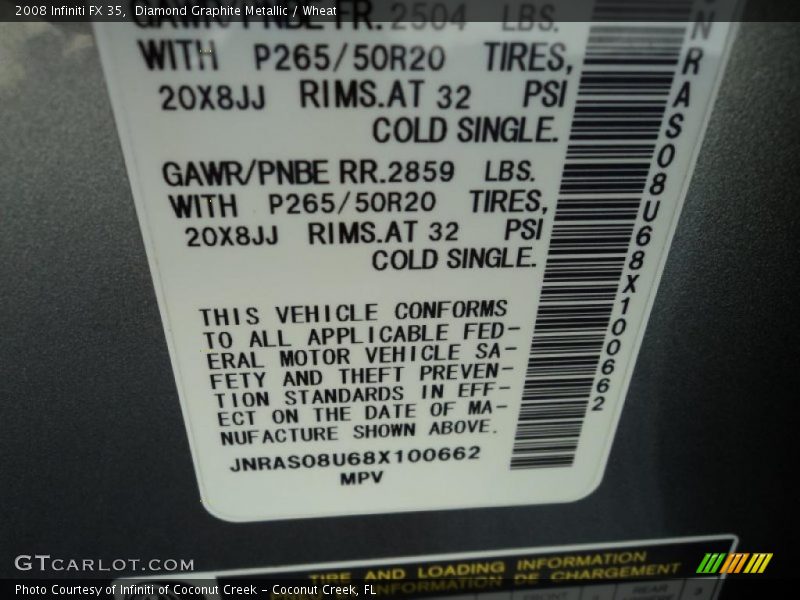 2008 Infiniti FX 35, Diamond Graphite Metallic / Wheat
GAWR/PNBE FR. 2504 LBS.
WITH P265/50R20 TIRES,
20X8JJ RIMS.AT 32 PSI
COLD SINGLE.
GAWR/PNBE RR.2859 LBS.
WITH P265/50R20 TIRES,
20X8JJ RIMS.AT 32 PSI
COLD SINGLE.
THIS VEHICLE CONFORMS
TO ALL APPLICABLE FED-
ERAL MOTOR VEHICLE SA-
FETY AND THEFT PREVEN-
TION STANDARDS IN EFF-
ECT ON THE DATE OF MA-
NUFACTURE SHOWN ABOVE.
JNRAS08U68X100662
MPV
NRAS08U68X100662
TIRE AND LOADING INFORMATION
INFORMATION DE CHARGEMENT
FRONT REAR
GTCARLOT.COM
Photo Courtesy of Infiniti of Coconut Creek - Coconut Creek, FL